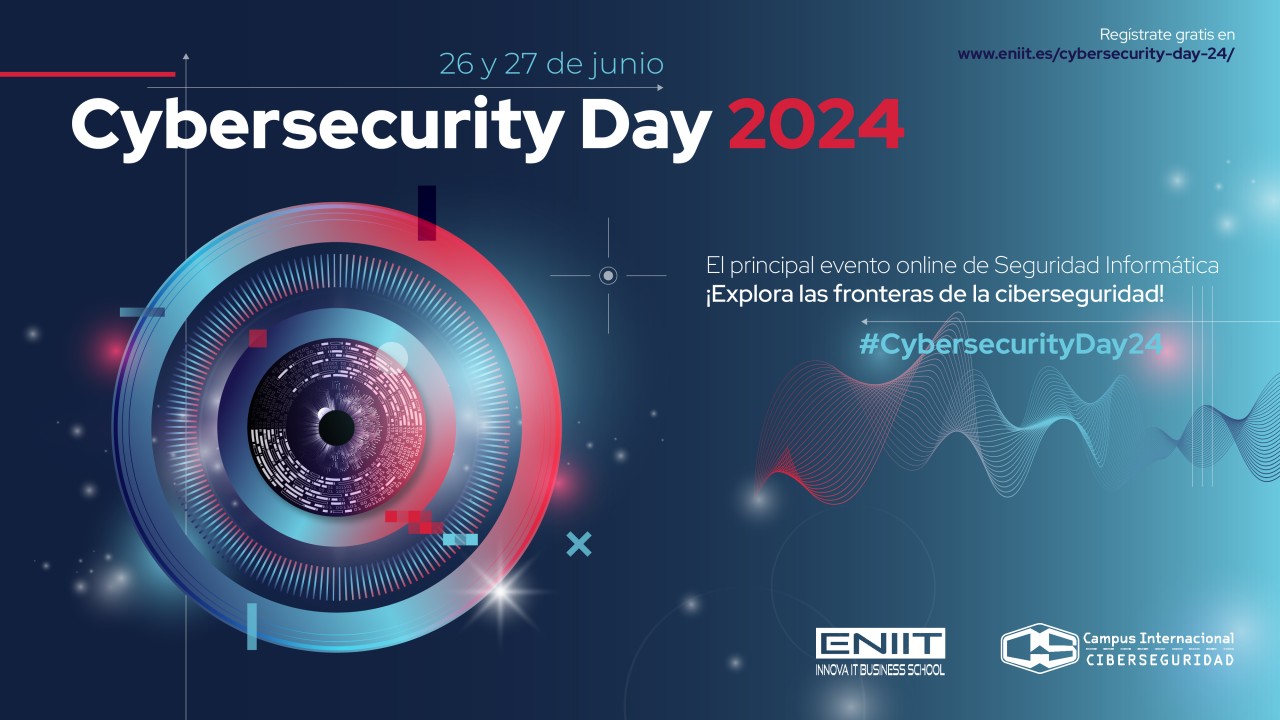 Regístrate gratis en
www.eniit.es/cybersecurity-day-24/
26 y 27 de junio
Cybersecurity Day 2024
El principal evento online de Seguridad Informática
¡Explora las fronteras de la ciberseguridad!
#CybersecurityDay24
ENIIT
INNOVA IT BUSINESS SCHOOL
Campus Internacional
CIBERSEGURIDAD